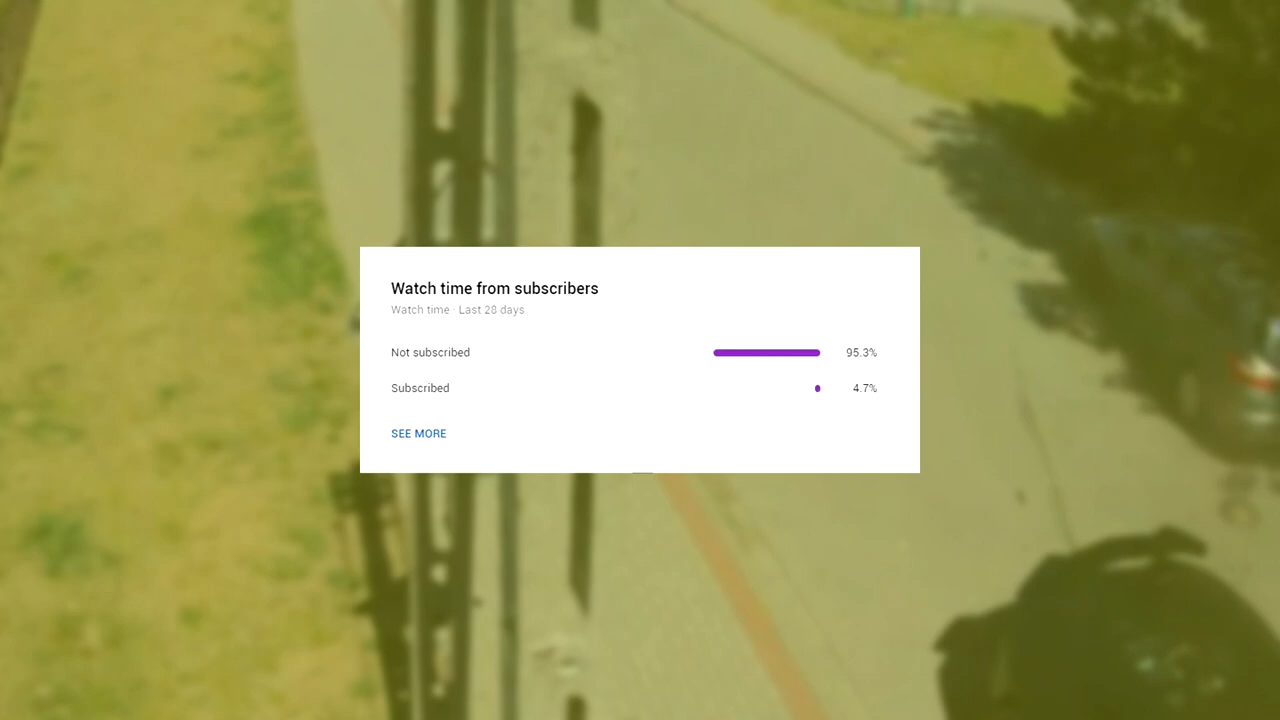 Watch time from subscribers
Watch time · Last 28 days
Not subscribed 95.3%
Subscribed 4.7%
SEE MORE